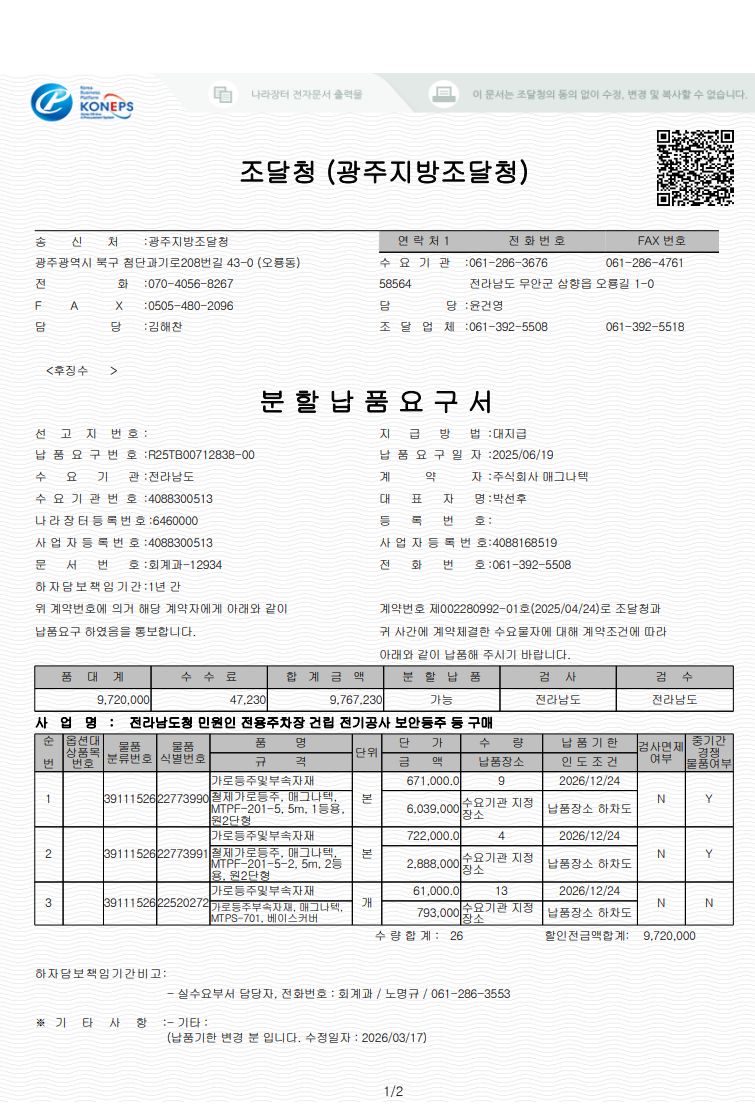 Korea
Business
Platform
KONEPS
나라장터 전자문서 출력물
이 문서는 조달청의 동의 없이 수정, 변경 및 복사할 수 없습니다.
조달청 (광주지방조달청)
송 신 처 :광주지방조달청
광주광역시 북구 첨단과기로208번길 43-0 (오룡동)
전 화 :070-4056-8267
F A X :0505-480-2096
담 당 :김해찬
연 락 처 1 전 화 번 호 FAX 번호
수 요 기 관 :061-286-3676 061-286-4761
58564 전라남도 무안군 삼향읍 오룡길 1-0
담 당 :윤건영
조 달 업 체 :061-392-5508 061-392-5518
<후징수 >
분 할 납 품 요 구 서
선 고 지 번 호 :
납 품 요 구 번 호 :R25TB00712838-00
수 요 기 관 :전라남도
수 요 기 관 번 호 :4088300513
나 라 장 터 등 록 번 호 :6460000
사 업 자 등 록 번 호 :4088300513
문 서 번 호 :회계과-12934
하 자 담 보 책 임 기 간 :1년 간
위 계약번호에 의거 해당 계약자에게 아래와 같이
납품요구 하였음을 통보합니다.
지 급 방 법 :대지급
납 품 요 구 일 자 :2025/06/19
계 약 자 :주식회사 매그나텍
대 표 자 명 :박선후
등 록 번 호 :
사 업 자 등 록 번 호 :4088168519
전 화 번 호 :061-392-5508
계약번호 제002280992-01호(2025/04/24)로 조달청과
귀 사간에 계약체결한 수요물자에 대해 계약조건에 따라
아래와 같이 납품해 주시기 바랍니다.
품 대 계 수 수 료 합 계 금 액 분 할 납 품 검 사 검 수
9,720,000 47,230 9,767,230 가능 전라남도 전라남도
사 업 명 : 전라남도청 민원인 전용주차장 건립 전기공사 보안등주 등 구매
순 옵션대 물품 물품 품 명 단위 단 가 수 량 납 품 기 한 검사면제 중기간
상품목 분류번호 식별번호 여부 경쟁
번 번호 규 격 금 액 납품장소 인 도 조 건 물품여부
가로등주및부속자재 671,000.0 9 2026/12/24
1 39111526 22773990 철제가로등주, 매그나텍, 본 6,039,000 수요기관 지정 납품장소 하차도 N Y
MTPF-201-5, 5m, 1등용, 장소
원2단형
가로등주및부속자재 722,000.0 4 2026/12/24
2 39111526 22773991 철제가로등주, 매그나텍, 본 2,888,000 수요기관 지정 납품장소 하차도 N Y
MTPF-201-5-2, 5m, 2등 장소
용, 원2단형
가로등주및부속자재 61,000.0 13 2026/12/24
3 39111526 22520272 가로등주부속자재, 매그나텍, 개 793,000 수요기관 지정 납품장소 하차도 N N
MTPS-701, 베이스커버 장소
수 량 합 계 : 26 할인전금액합계: 9,720,000
하 자 담 보 책 임 기 간 비 고 :
- 실수요부서 담당자, 전화번호 : 회계과 / 노명규 / 061-286-3553
※ 기 타 사 항 :- 기타 :
(납품기한 변경 분 입니다. 수정일자 : 2026/03/17)
1/2